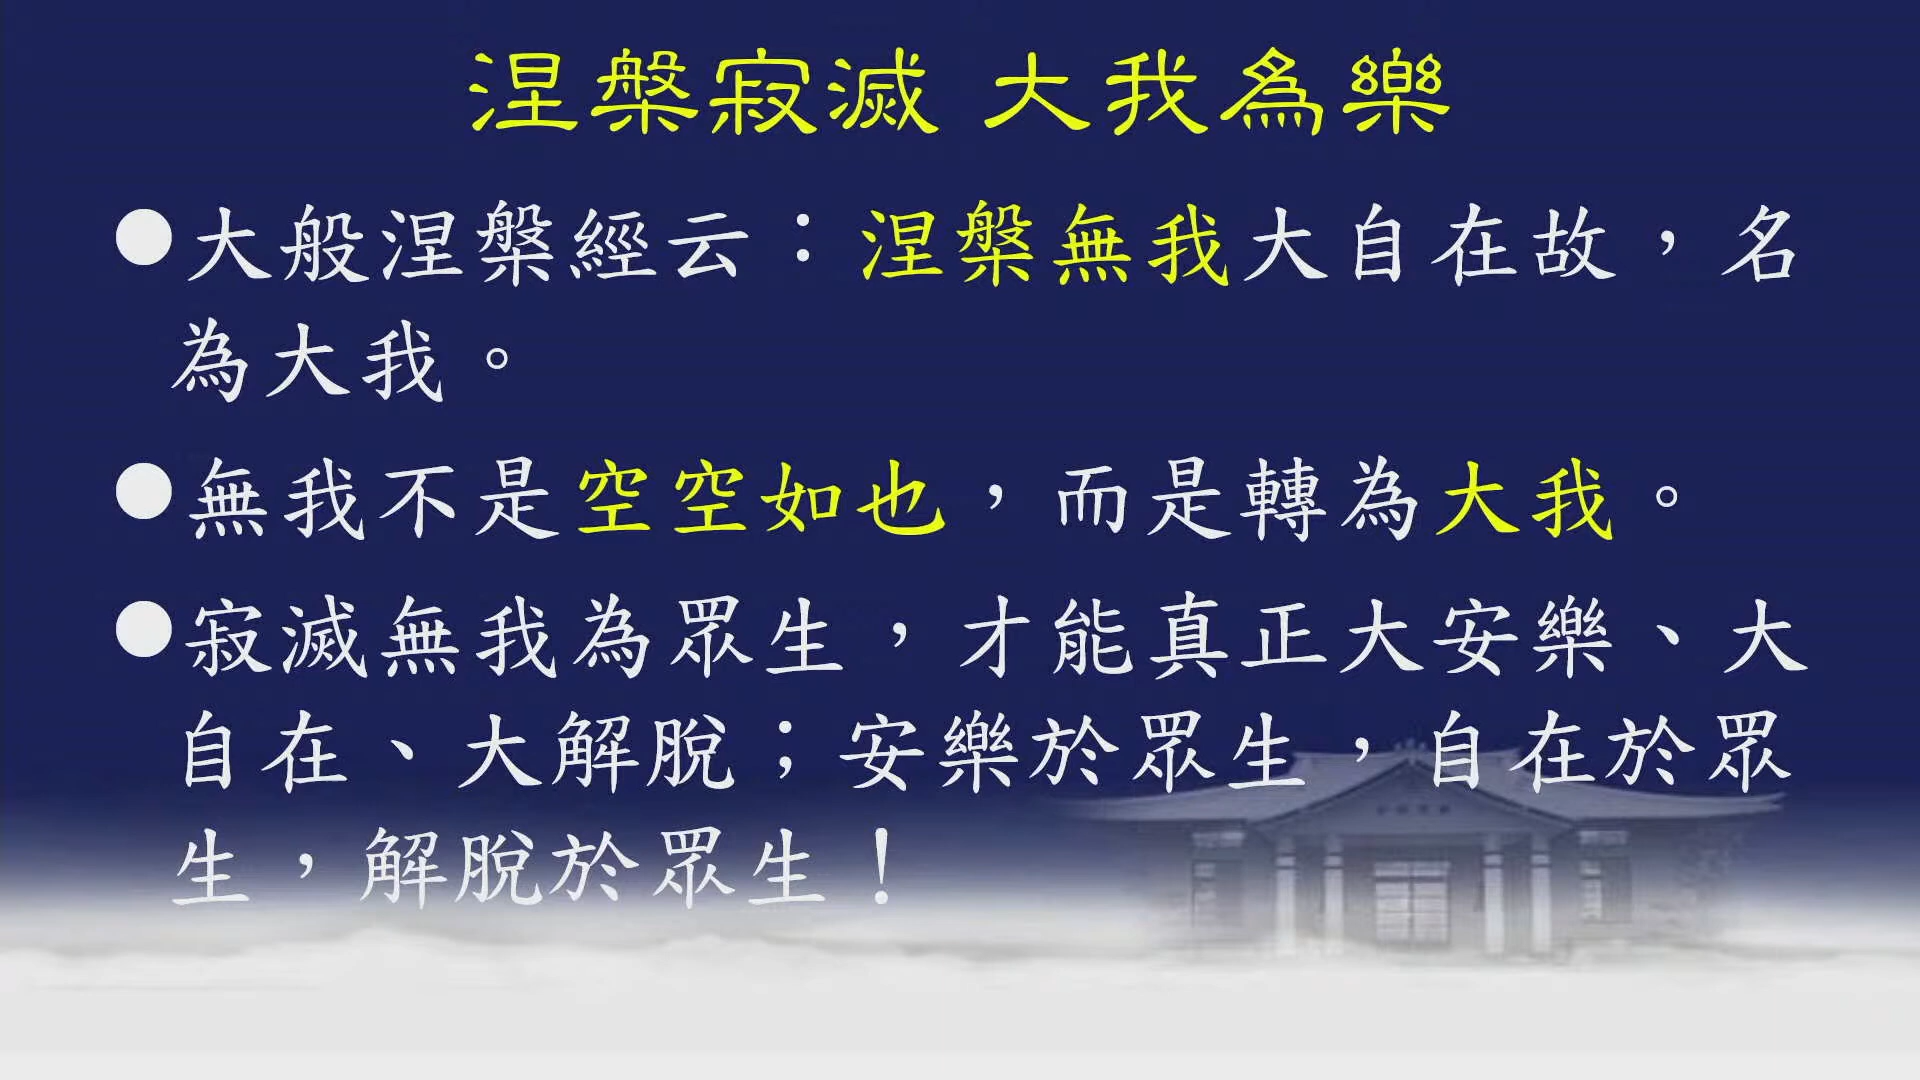 涅槃寂滅 大我為樂
●大般涅槃經云：涅槃無我大自在故，名
為大我。
●無我不是空空如也，而是轉為大我。
●寂滅無我為眾生，才能真正大安樂、大
自在、大解脫；安樂於眾生，自在於眾
生，解脫於眾生！